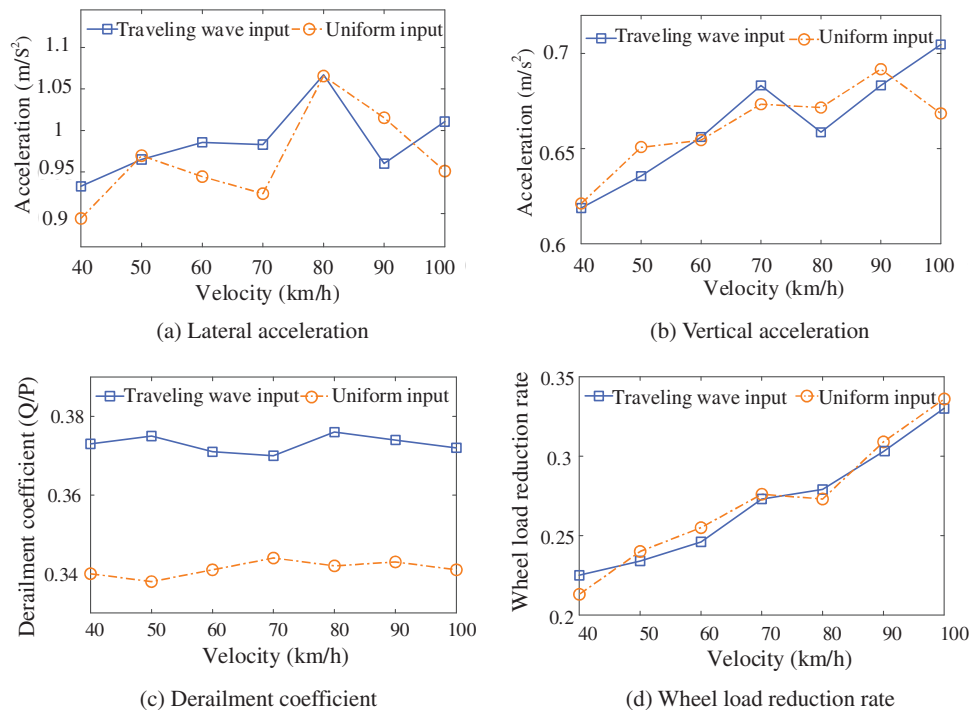 Traveling wave input
Uniform input
Acceleration (m/s²)
1.1
1.05
1
0.95
0.9
40 50 60 70 80 90 100
Velocity (km/h)
(a) Lateral acceleration
Traveling wave input
Uniform input
Acceleration (m/s²)
0.7
0.65
0.6
40 50 60 70 80 90 100
Velocity (km/h)
(b) Vertical acceleration
Traveling wave input
Uniform input
Derailment coefficient (Q/P)
0.38
0.36
0.34
40 50 60 70 80 90 100
Velocity (km/h)
(c) Derailment coefficient
Traveling wave input
Uniform input
Wheel load reduction rate
0.35
0.3
0.25
0.2
40 50 60 70 80 90 100
Velocity (km/h)
(d) Wheel load reduction rate